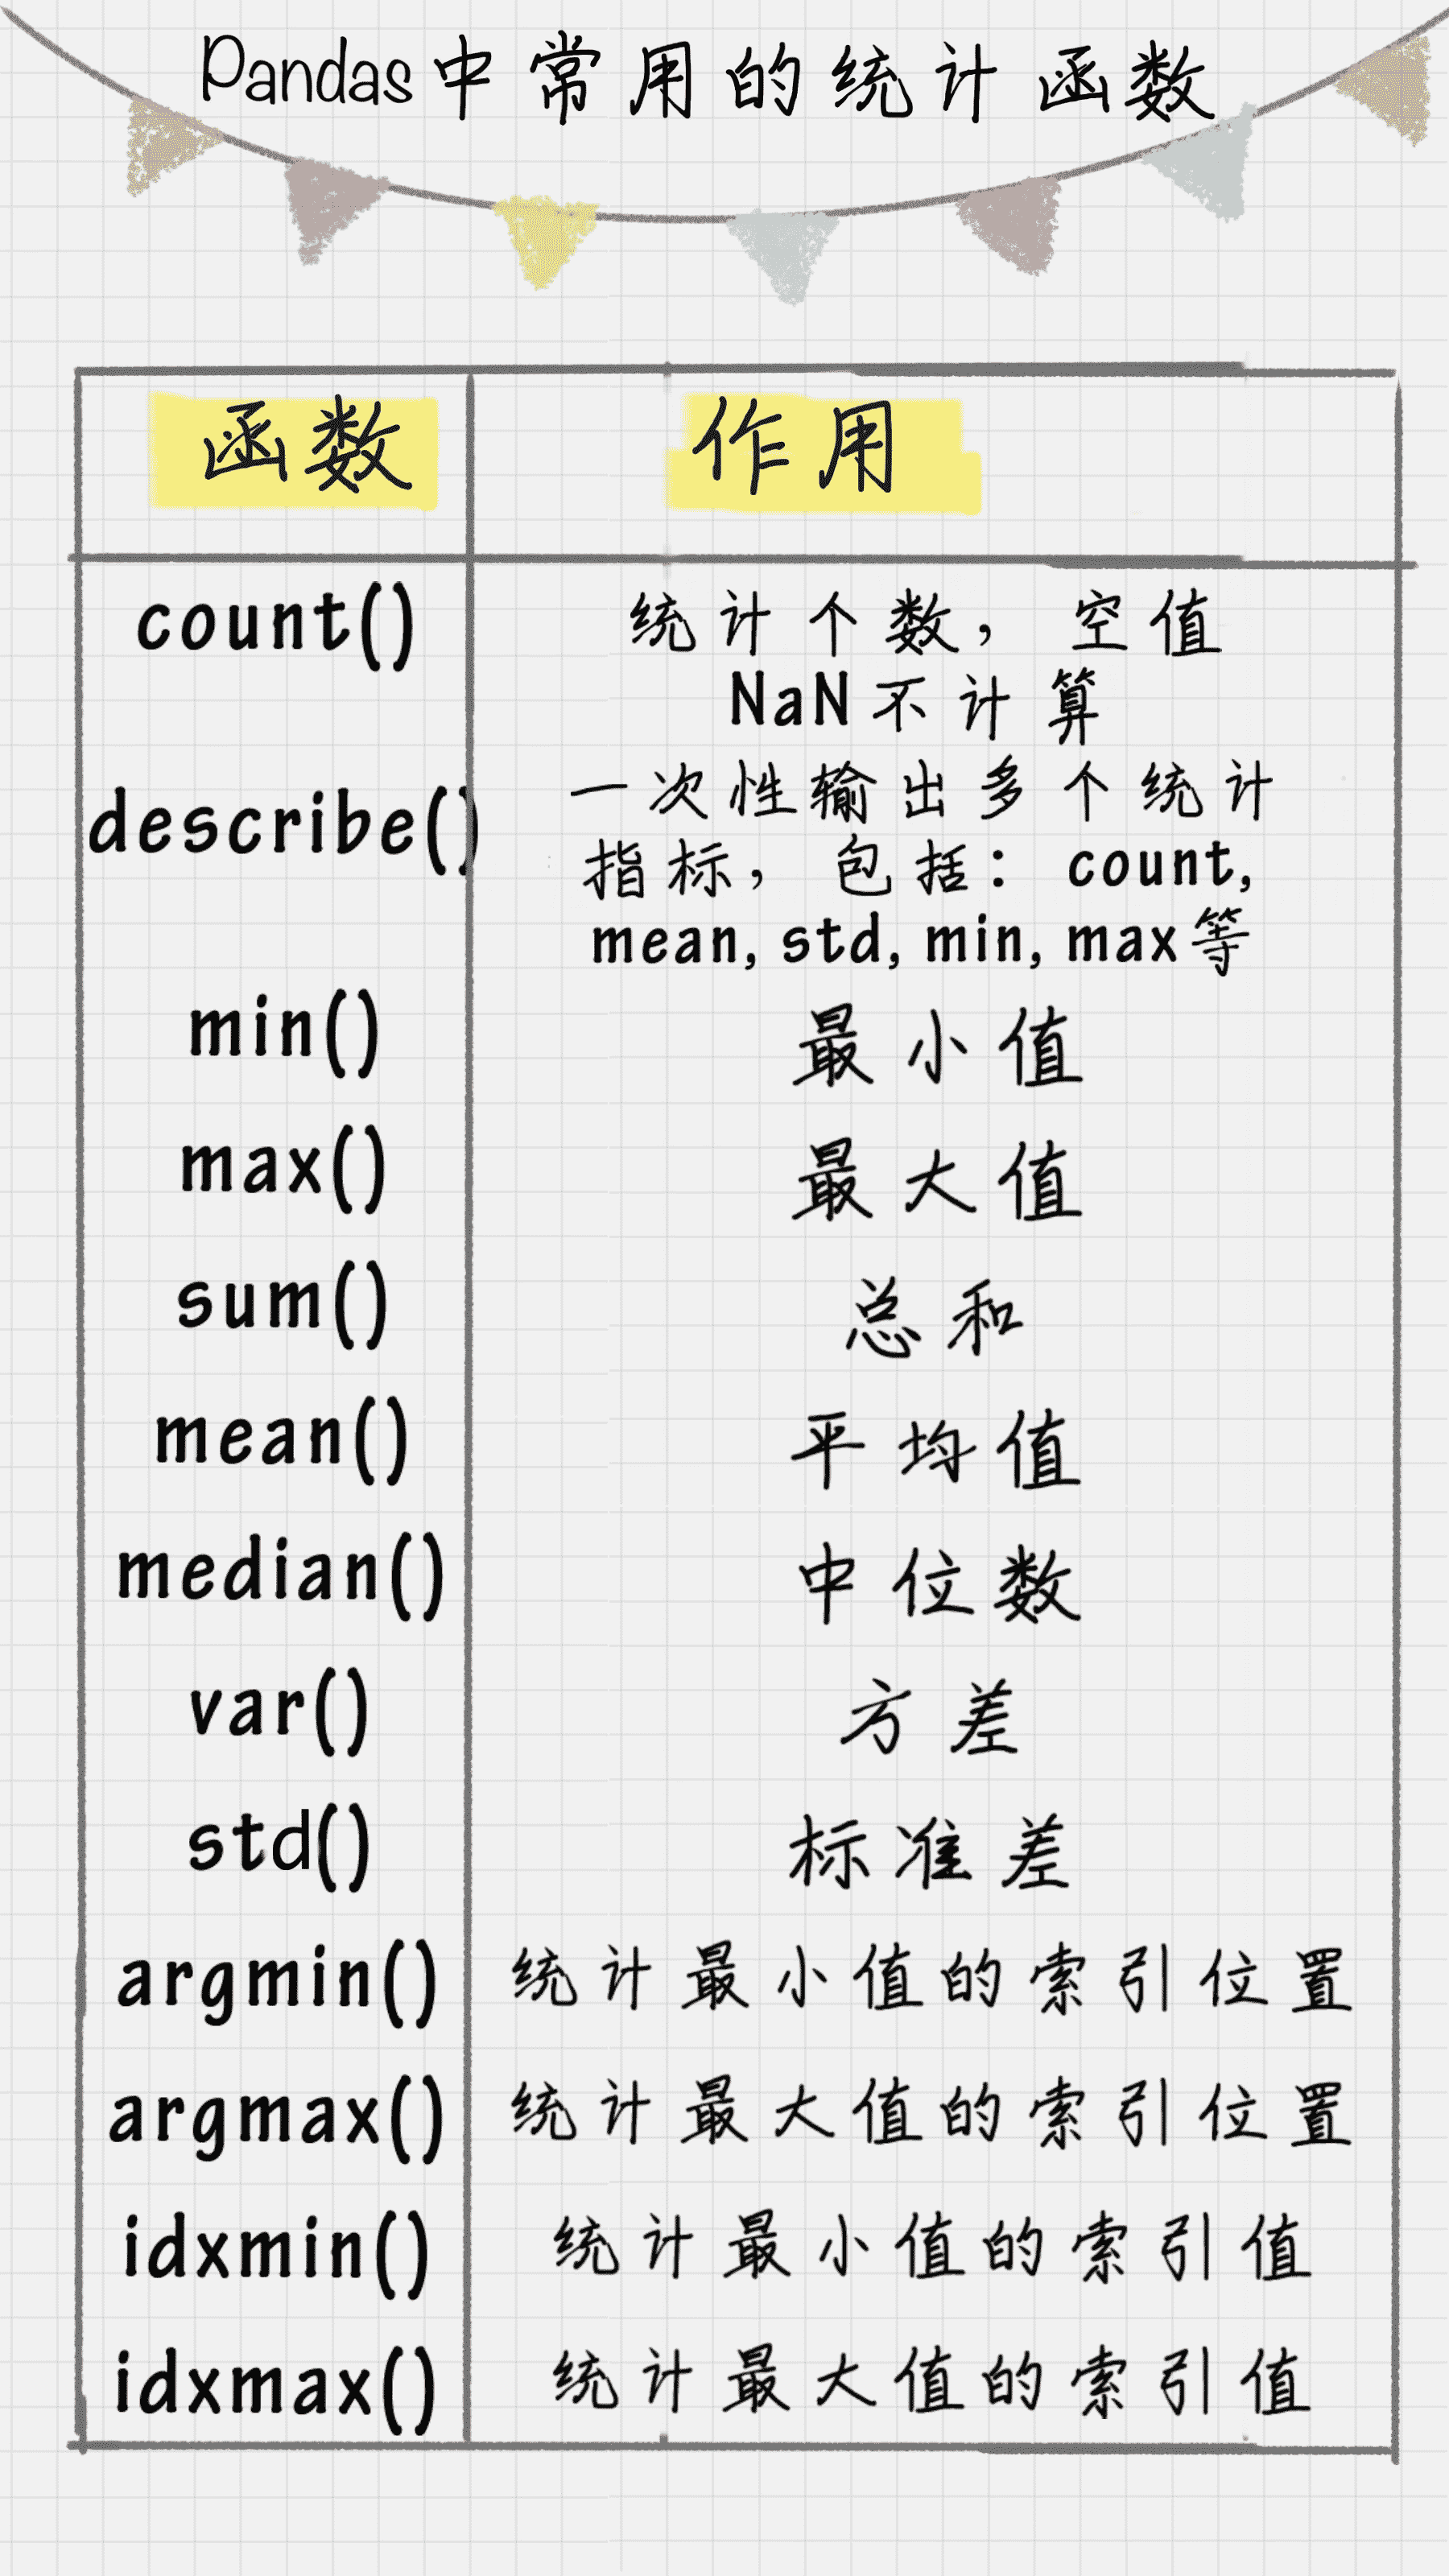 Pandas中常用的统计函数
函数 作用
count() 统计个数，空值
NaN不计算
describe() 一次性输出多个统计
指标，包括：count,
mean, std, min, max等
min() 最小值
max() 最大值
sum() 总和
mean() 平均值
median() 中位数
var() 方差
std() 标准差
argmin() 统计最小值的索引位置
argmax() 统计最大值的索引位置
idxmin() 统计最小值的索引值
idxmax() 统计最大值的索引值